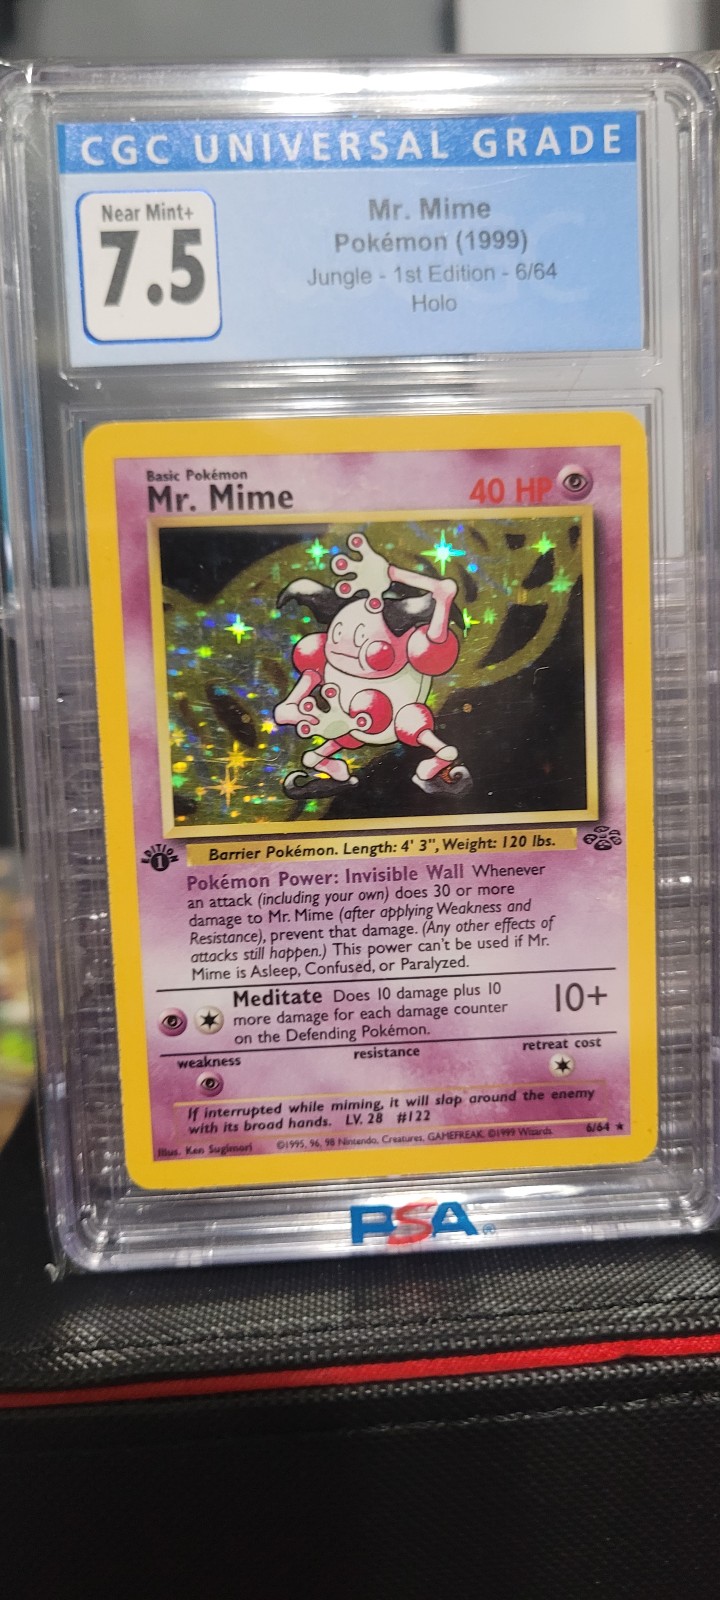 CGC UNIVERSAL GRADE
Near Mint+
7.5
Mr. Mime
Pokémon (1999)
Jungle - 1st Edition - 6/64
Holo
Basic Pokémon
Mr. Mime
40 HP
EDITION
1
Barrier Pokémon. Length: 4' 3", Weight: 120 lbs.
Pokémon Power: Invisible Wall Whenever
an attack (including your own) does 30 or more
damage to Mr. Mime (after applying Weakness and
Resistance), prevent that damage. (Any other effects of
attacks still happen.) This power can't be used if Mr.
Mime is Asleep, Confused, or Paralyzed.
Meditate Does 10 damage plus 10
more damage for each damage counter
on the Defending Pokémon.
10+
weakness
resistance
retreat cost
If interrupted while miming, it will slap around the enemy
with its broad hands. LV. 28 #122
Illus. Ken Sugimori
©1995, 96, 98 Nintendo, Creatures, GAMEFREAK. ©1999 Wizards.
6/64 ★
PSA